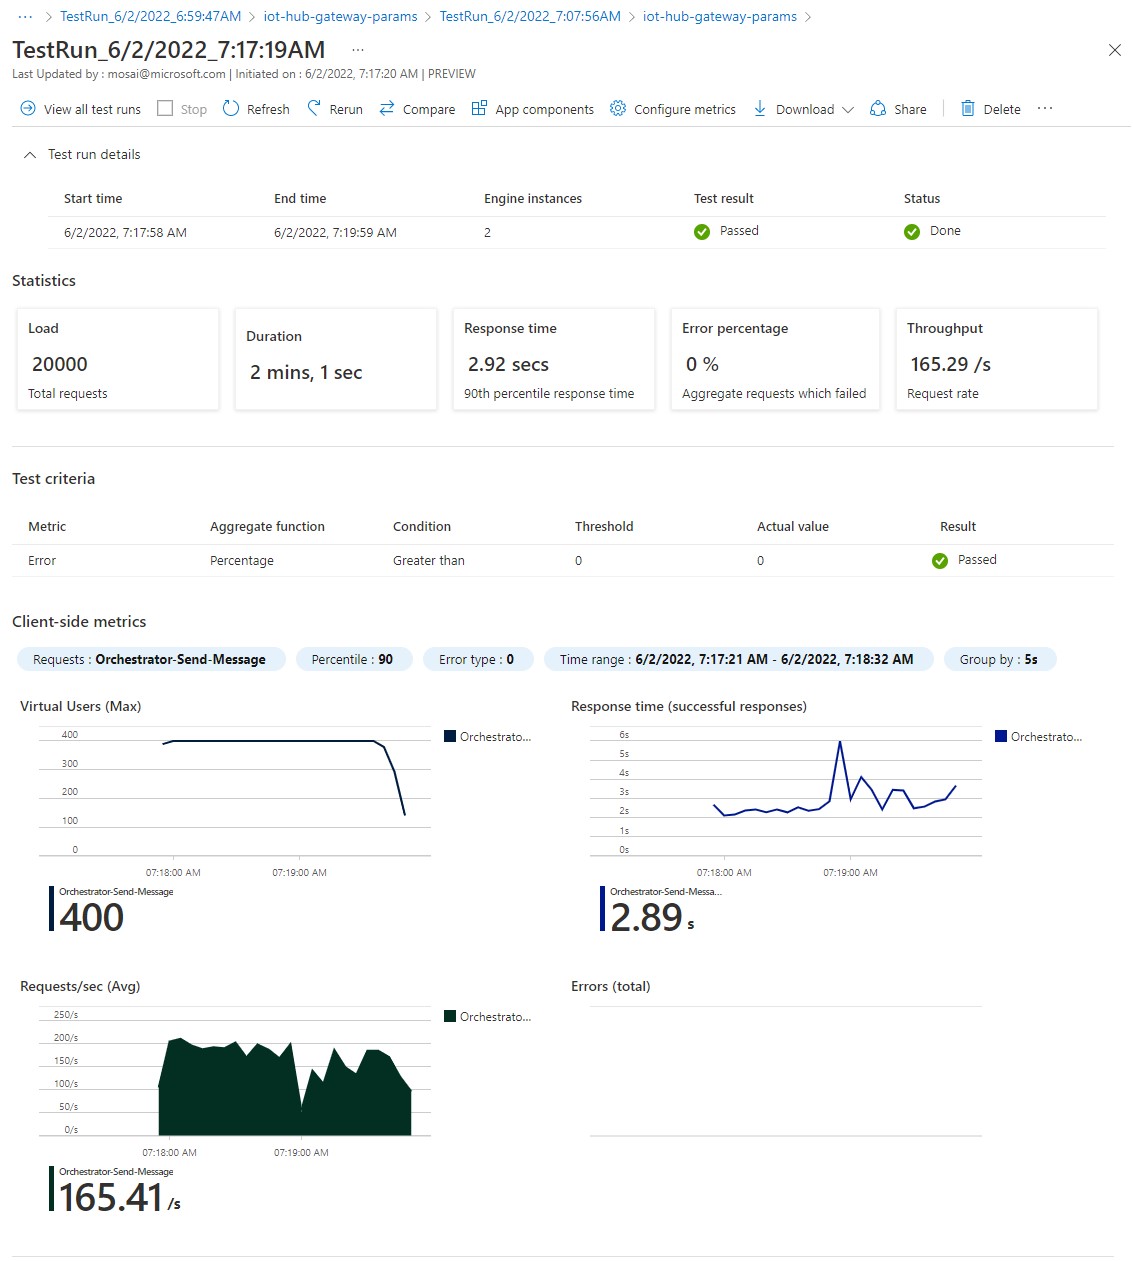 ··· > TestRun_6/2/2022_6:59:47AM > iot-hub-gateway-params > TestRun_6/2/2022_7:07:56AM > iot-hub-gateway-params >
TestRun_6/2/2022_7:17:19AM ···
Last Updated by : mosai@microsoft.com | Initiated on : 6/2/2022, 7:17:20 AM | PREVIEW
View all test runs Stop Refresh Rerun Compare App components Configure metrics Download Share Delete ···
Test run details
Start time End time Engine instances Test result Status
6/2/2022, 7:17:58 AM 6/2/2022, 7:19:59 AM 2 Passed Done
Statistics
Load
20000
Total requests
Duration
2 mins, 1 sec
Response time
2.92 secs
90th percentile response time
Error percentage
0 %
Aggregate requests which failed
Throughput
165.29 /s
Request rate
Test criteria
Metric Aggregate function Condition Threshold Actual value Result
Error Percentage Greater than 0 0 Passed
Client-side metrics
Requests : Orchestrator-Send-Message Percentile : 90 Error type : 0 Time range : 6/2/2022, 7:17:21 AM - 6/2/2022, 7:18:32 AM Group by : 5s
Virtual Users (Max)
400
300
200
100
0
07:18:00 AM 07:19:00 AM
Orchestrato...
Orchestrator-Send-Message
400
Response time (successful responses)
6s
5s
4s
3s
2s
1s
0s
07:18:00 AM 07:19:00 AM
Orchestrato...
Orchestrator-Send-Messa...
2.89 s
Requests/sec (Avg)
250/s
200/s
150/s
100/s
50/s
0/s
07:18:00 AM 07:19:00 AM
Orchestrato...
Orchestrator-Send-Message
165.41 /s
Errors (total)